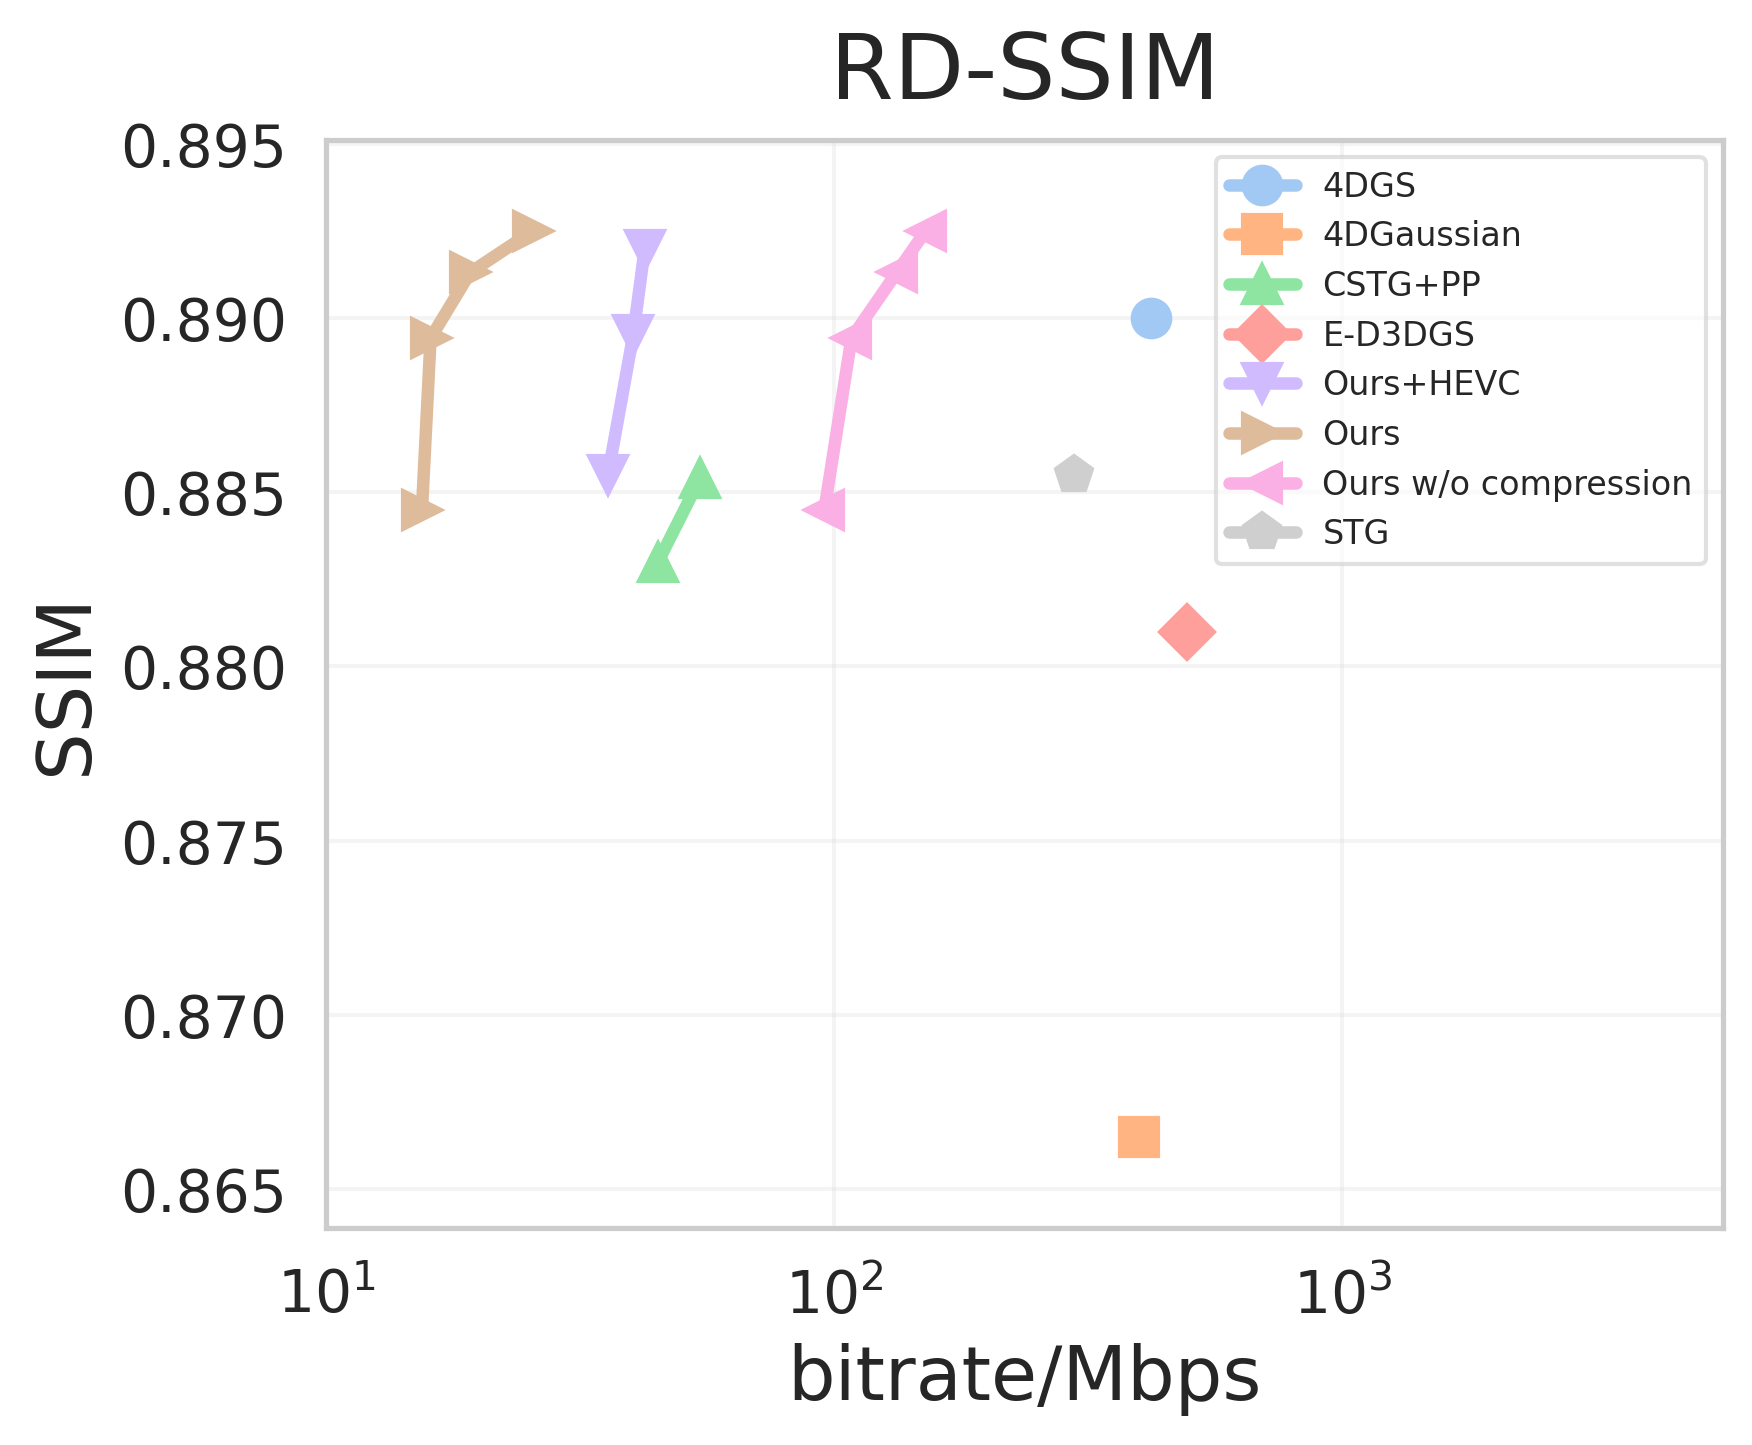 RD-SSIM
0.895
0.890
0.885
0.880
0.875
0.870
0.865
SSIM
10¹
10²
10³
bitrate/Mbps
4DGS
4DGaussian
CSTG+PP
E-D3DGS
Ours+HEVC
Ours
Ours w/o compression
STG